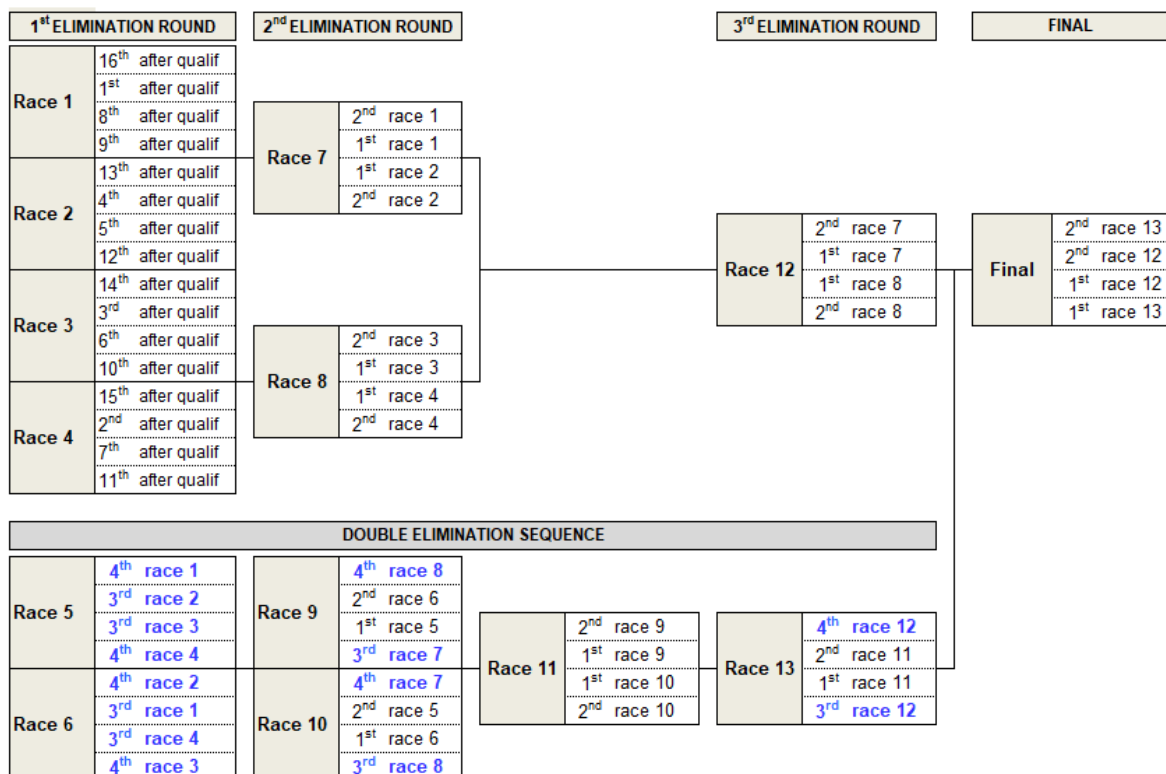 1st ELIMINATION ROUND
2nd ELIMINATION ROUND
3rd ELIMINATION ROUND
FINAL
Race 1
16th after qualif
1st after qualif
8th after qualif
9th after qualif
Race 2
13th after qualif
4th after qualif
5th after qualif
12th after qualif
Race 3
14th after qualif
3rd after qualif
6th after qualif
10th after qualif
Race 4
15th after qualif
2nd after qualif
7th after qualif
11th after qualif
Race 7
2nd race 1
1st race 1
1st race 2
2nd race 2
Race 8
2nd race 3
1st race 3
1st race 4
2nd race 4
Race 12
2nd race 7
1st race 7
1st race 8
2nd race 8
Final
2nd race 13
2nd race 12
1st race 12
1st race 13
DOUBLE ELIMINATION SEQUENCE
Race 5
4th race 1
3rd race 2
3rd race 3
4th race 4
Race 6
4th race 2
3rd race 1
3rd race 4
4th race 3
Race 9
4th race 8
2nd race 6
1st race 5
3rd race 7
Race 10
4th race 7
2nd race 5
1st race 6
3rd race 8
Race 11
2nd race 9
1st race 9
1st race 10
2nd race 10
Race 13
4th race 12
2nd race 11
1st race 11
3rd race 12